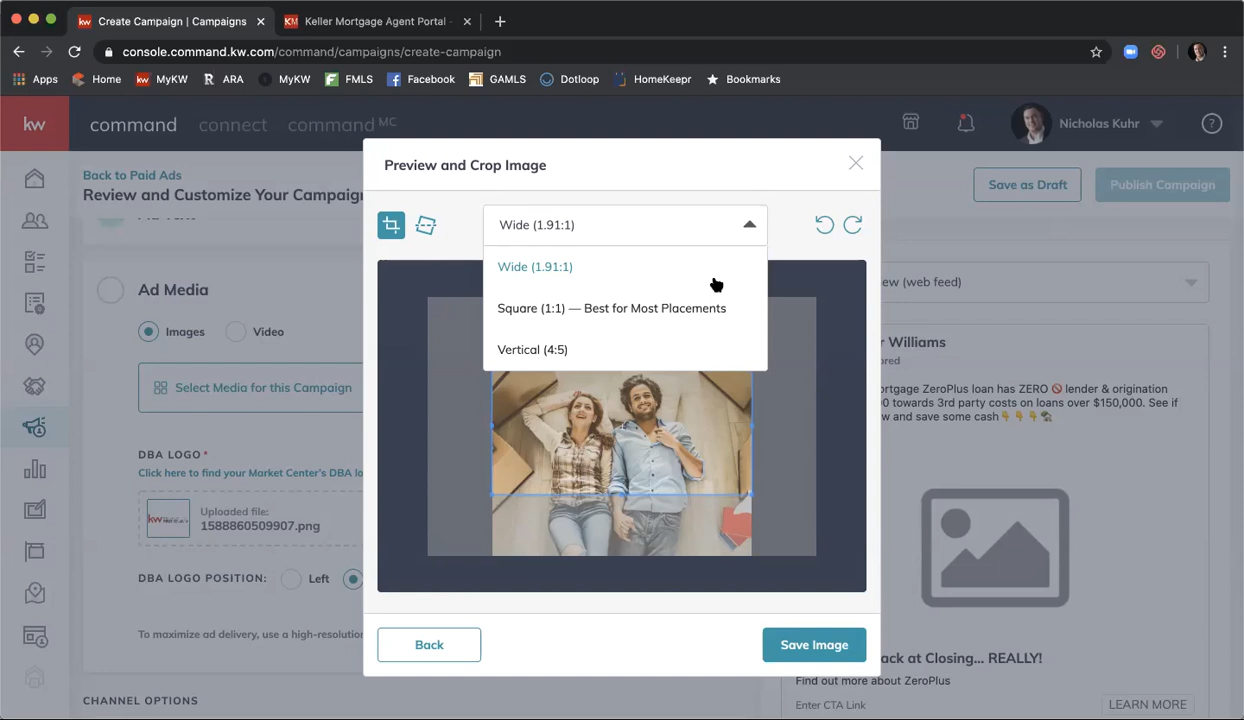 Create Campaign | Campaigns
Keller Mortgage Agent Portal -
console.command.kw.com/command/campaigns/create-campaign
Apps
Home
kw MyKW
R ARA
MyKW
FMLS
Facebook
GAMLS
Dotloop
HomeKeepr
Bookmarks
kw
command
connect
command MC
Nicholas Kuhr
Back to Paid Ads
Review and Customize Your Campaig
Save as Draft
Publish Campaign
Preview and Crop Image
Wide (1.91:1)
Wide (1.91:1)
Square (1:1) — Best for Most Placements
Vertical (4:5)
Back
Save Image
Ad Media
Images
Video
Select Media for this Campaign
DBA LOGO*
Click here to find your Market Center's DBA lo
Uploaded file:
1588860509907.png
DBA LOGO POSITION:
Left
To maximize ad delivery, use a high-resolutio
CHANNEL OPTIONS
ew (web feed)
r Williams
ored
ortgage ZeroPlus loan has ZERO 🚫 lender & origination
00 towards 3rd party costs on loans over $150,000. See if
w and save some cash👇👇👇🏡
ack at Closing... REALLY!
Find out more about ZeroPlus
Enter CTA Link
LEARN MORE